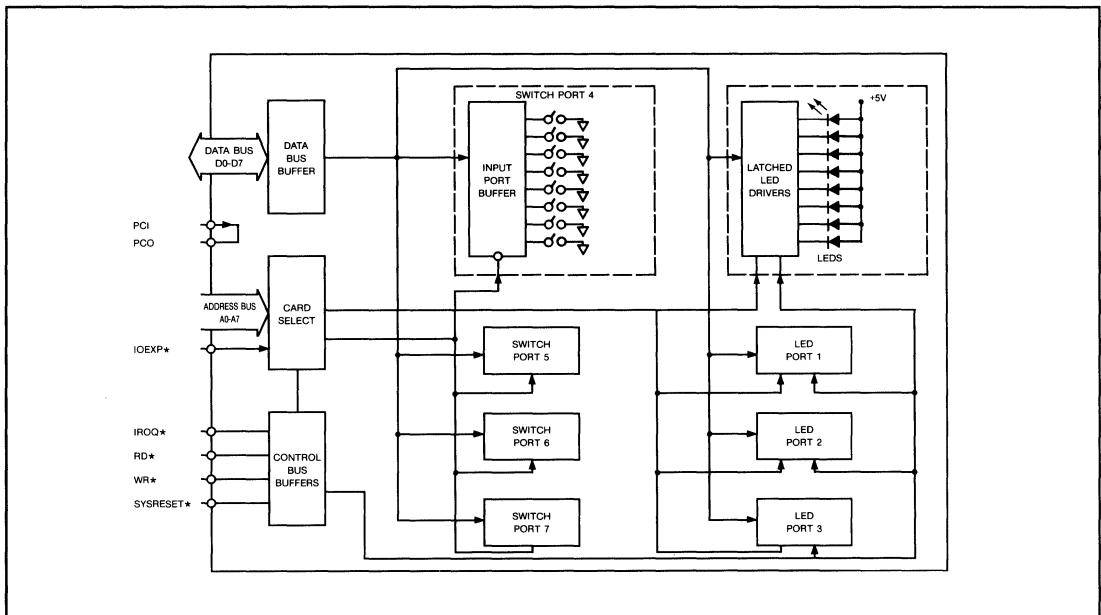 SWITCH PORT 4
+5V
DATA BUS
D0-D7
DATA
BUS
BUFFER
INPUT
PORT
BUFFER
LATCHED
LED
DRIVERS
LEDS
PCI
PCO
ADDRESS BUS
A0-A7
CARD
SELECT
IOEXP*
SWITCH
PORT 5
LED
PORT 1
IROQ*
RD*
WR*
SYSRESET*
CONTROL
BUS
BUFFERS
SWITCH
PORT 6
LED
PORT 2
SWITCH
PORT 7
LED
PORT 3